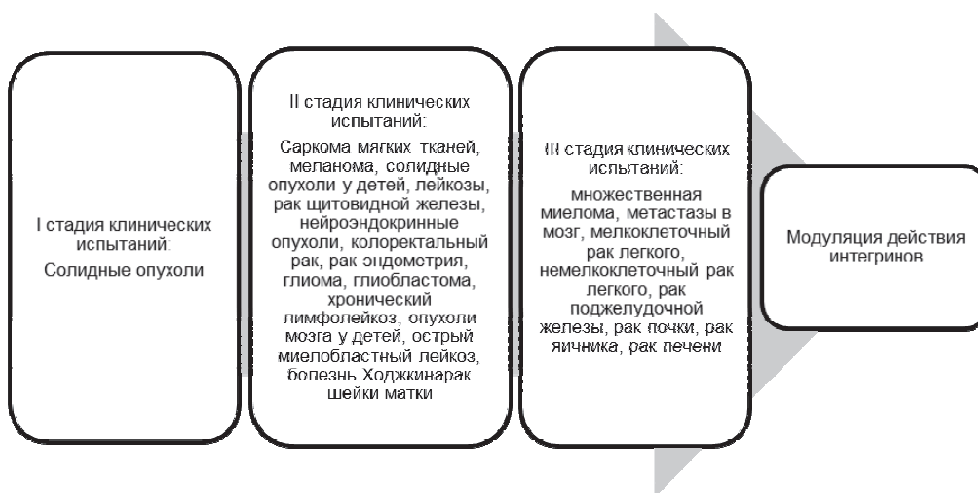 I стадия клинических
испытаний:
Солидные опухоли
II стадия клинических
испытаний:
Саркома мягких тканей,
меланома, солидные
опухоли у детей, лейкозы,
рак щитовидной железы,
нейроэндокринные
опухоли, колоректальный
рак, рак эндометрия,
глиома, глиобластома,
хронический
лимфолейкоз, опухоли
мозга у детей, острый
миелобластный лейкоз,
болезнь Ходжкинарак
шейки матки
III стадия клинических
испытаний:
множественная
миелома, метастазы в
мозг, мелкоклеточный
рак легкого,
немелкоклеточный рак
легкого, рак
поджелудочной
железы, рак почки, рак
яичника, рак печени
Модуляция действия
интегринов